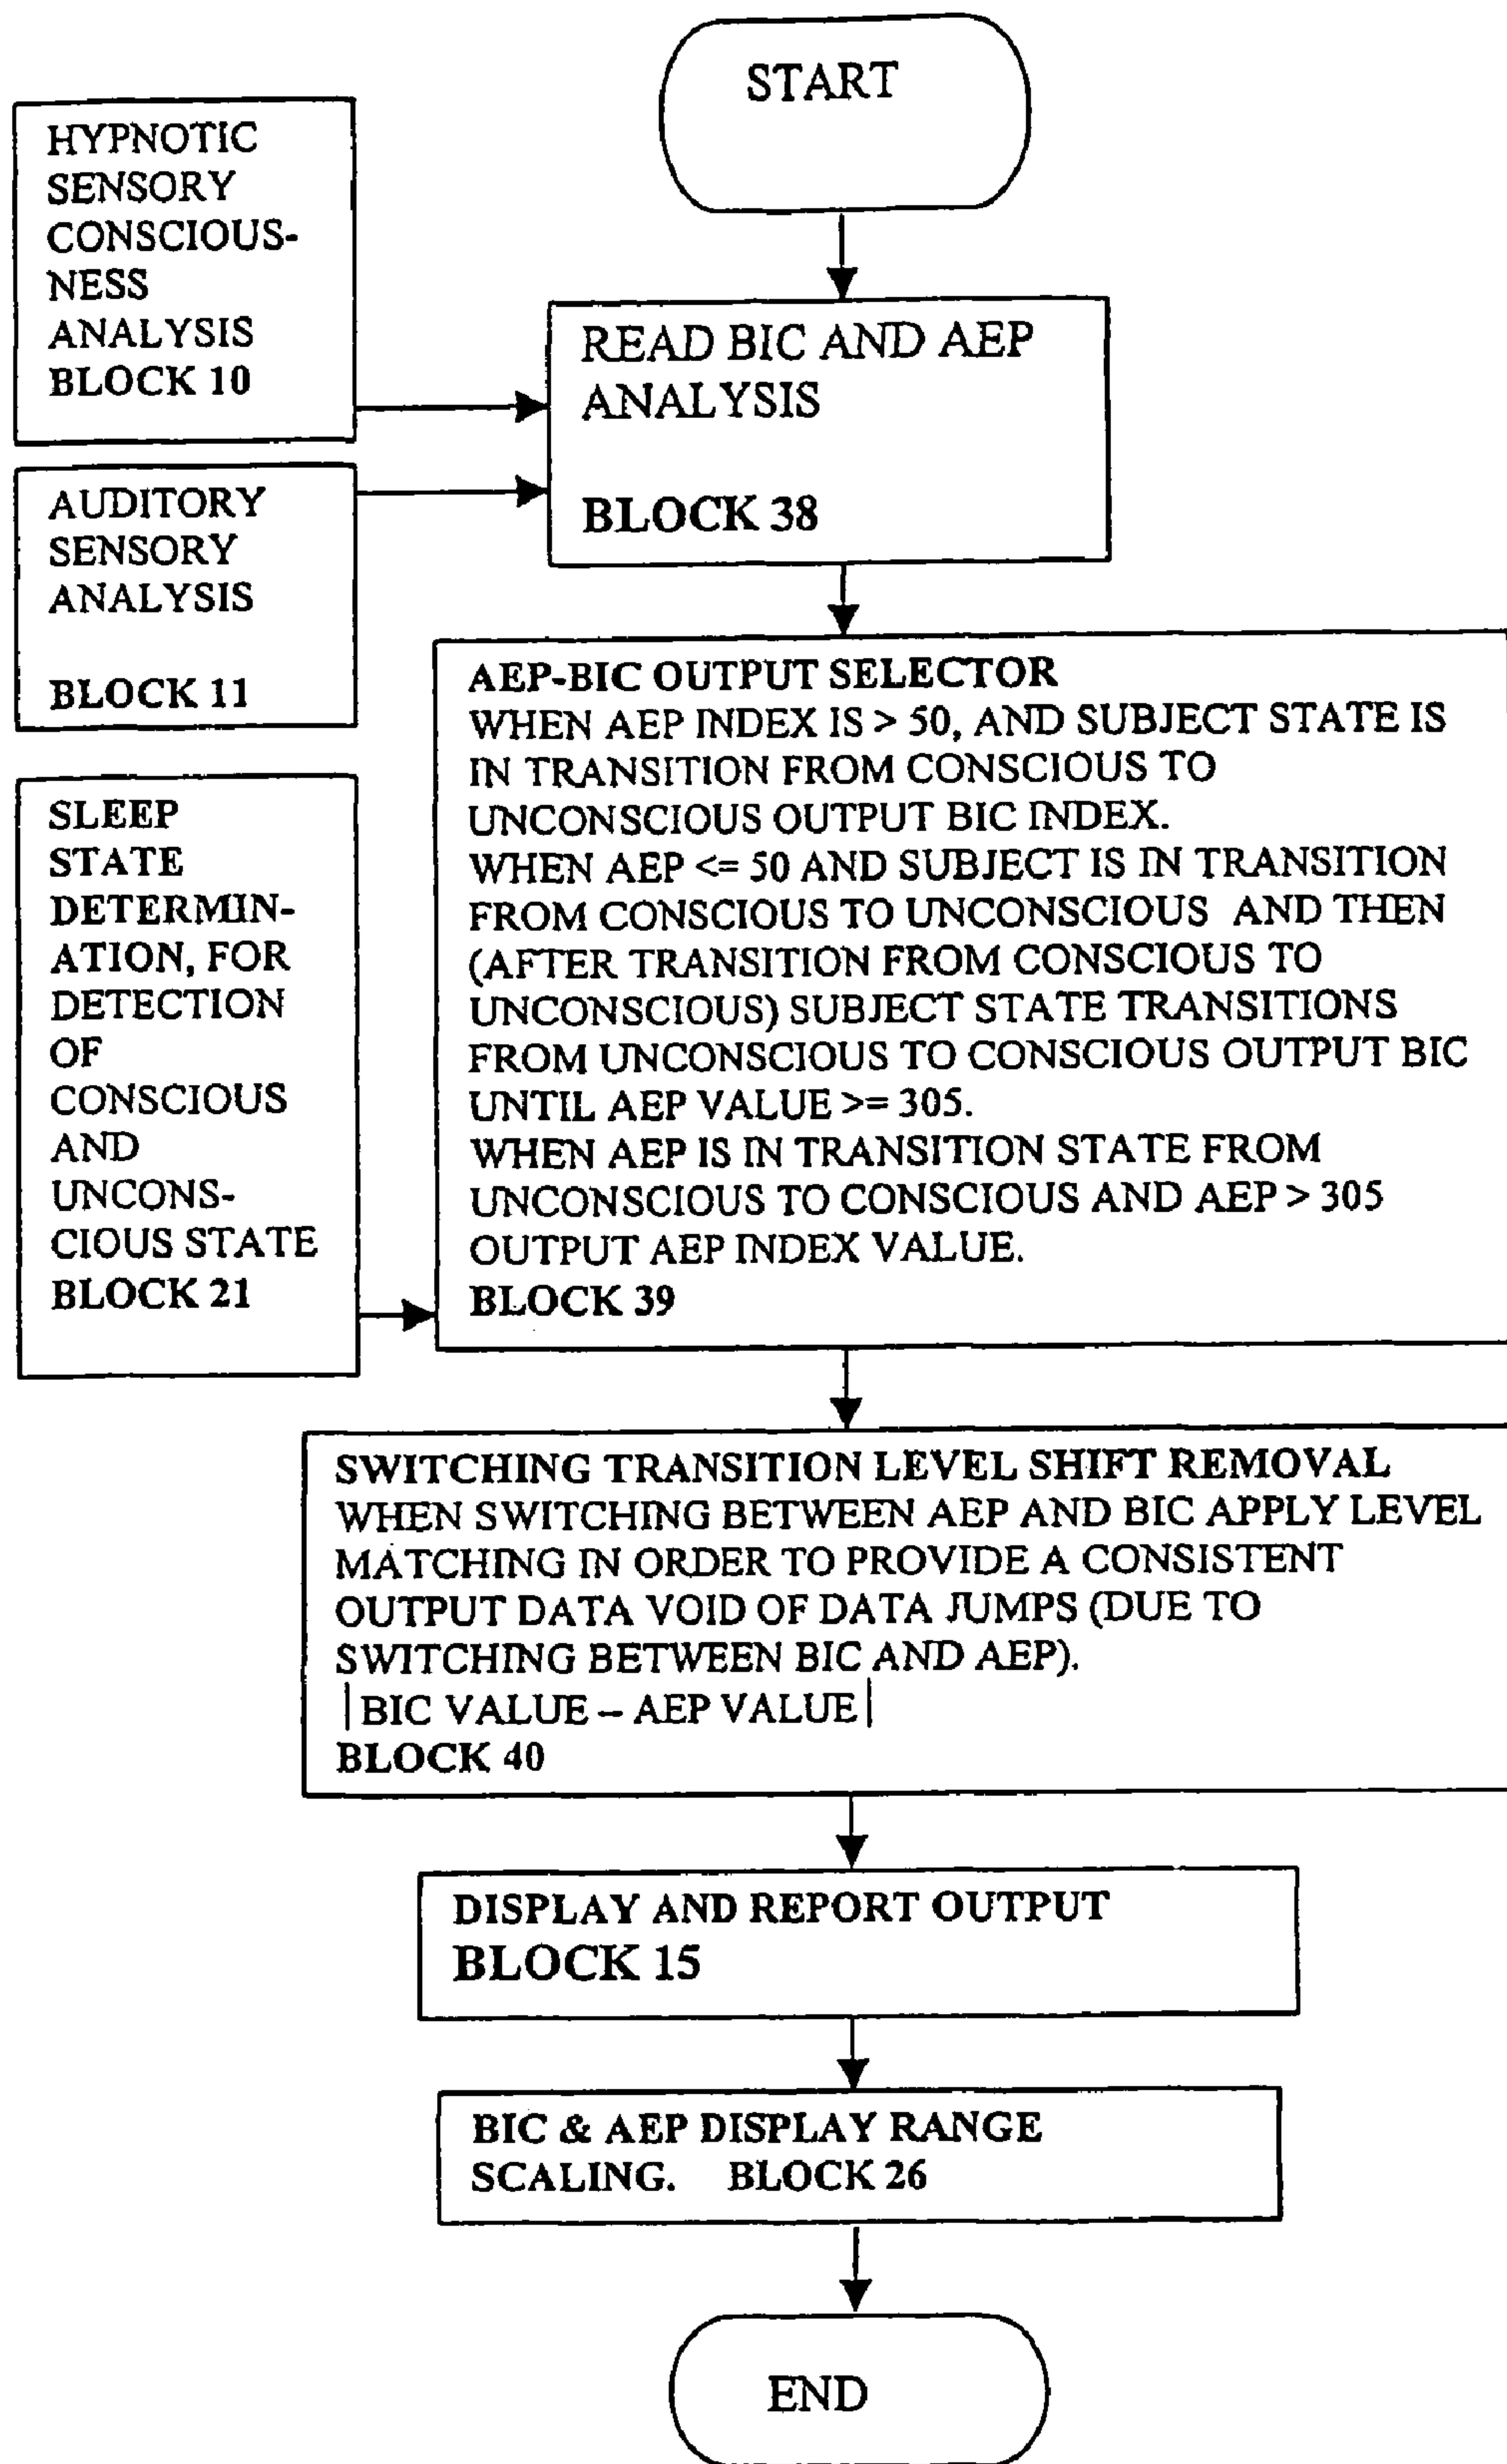 START
HYPNOTIC
SENSORY
CONSCIOUS-
NESS
ANALYSIS
BLOCK 10
READ BIC AND AEP
ANALYSIS
BLOCK 38
AUDITORY
SENSORY
ANALYSIS
BLOCK 11
AEP-BIC OUTPUT SELECTOR
WHEN AEP INDEX IS > 50, AND SUBJECT STATE IS
IN TRANSITION FROM CONSCIOUS TO
UNCONSCIOUS OUTPUT BIC INDEX.
WHEN AEP <= 50 AND SUBJECT IS IN TRANSITION
FROM CONSCIOUS TO UNCONSCIOUS AND THEN
(AFTER TRANSITION FROM CONSCIOUS TO
UNCONSCIOUS) SUBJECT STATE TRANSITIONS
FROM UNCONSCIOUS TO CONSCIOUS OUTPUT BIC
UNTIL AEP VALUE >= 305.
WHEN AEP IS IN TRANSITION STATE FROM
UNCONSCIOUS TO CONSCIOUS AND AEP > 305
OUTPUT AEP INDEX VALUE.
BLOCK 39
SLEEP
STATE
DETERMIN-
ATION, FOR
DETECTION
OF
CONSCIOUS
AND
UNCONS-
CIOUS STATE
BLOCK 21
SWITCHING TRANSITION LEVEL SHIFT REMOVAL
WHEN SWITCHING BETWEEN AEP AND BIC APPLY LEVEL
MATCHING IN ORDER TO PROVIDE A CONSISTENT
OUTPUT DATA VOID OF DATA JUMPS (DUE TO
SWITCHING BETWEEN BIC AND AEP).
|BIC VALUE – AEP VALUE|
BLOCK 40
DISPLAY AND REPORT OUTPUT
BLOCK 15
BIC & AEP DISPLAY RANGE
SCALING. BLOCK 26
END